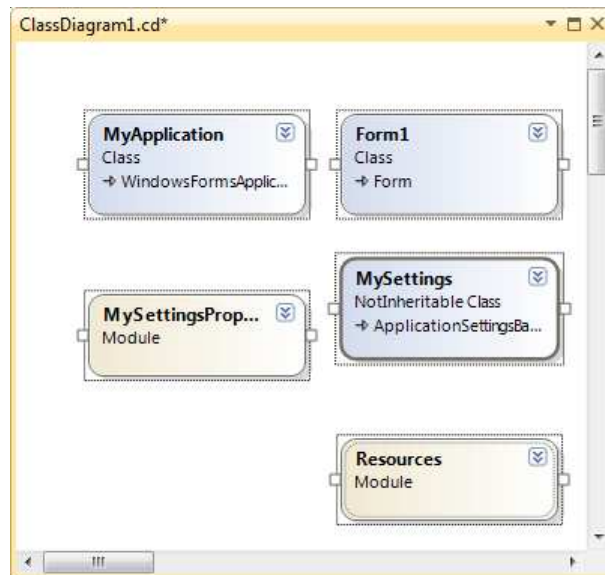 ClassDiagram1.cd*
MyApplication
Class
WindowsFormsApplic...
Form1
Class
Form
MySettingsProp...
Module
MySettings
NotInheritable Class
ApplicationSettingsBa...
Resources
Module